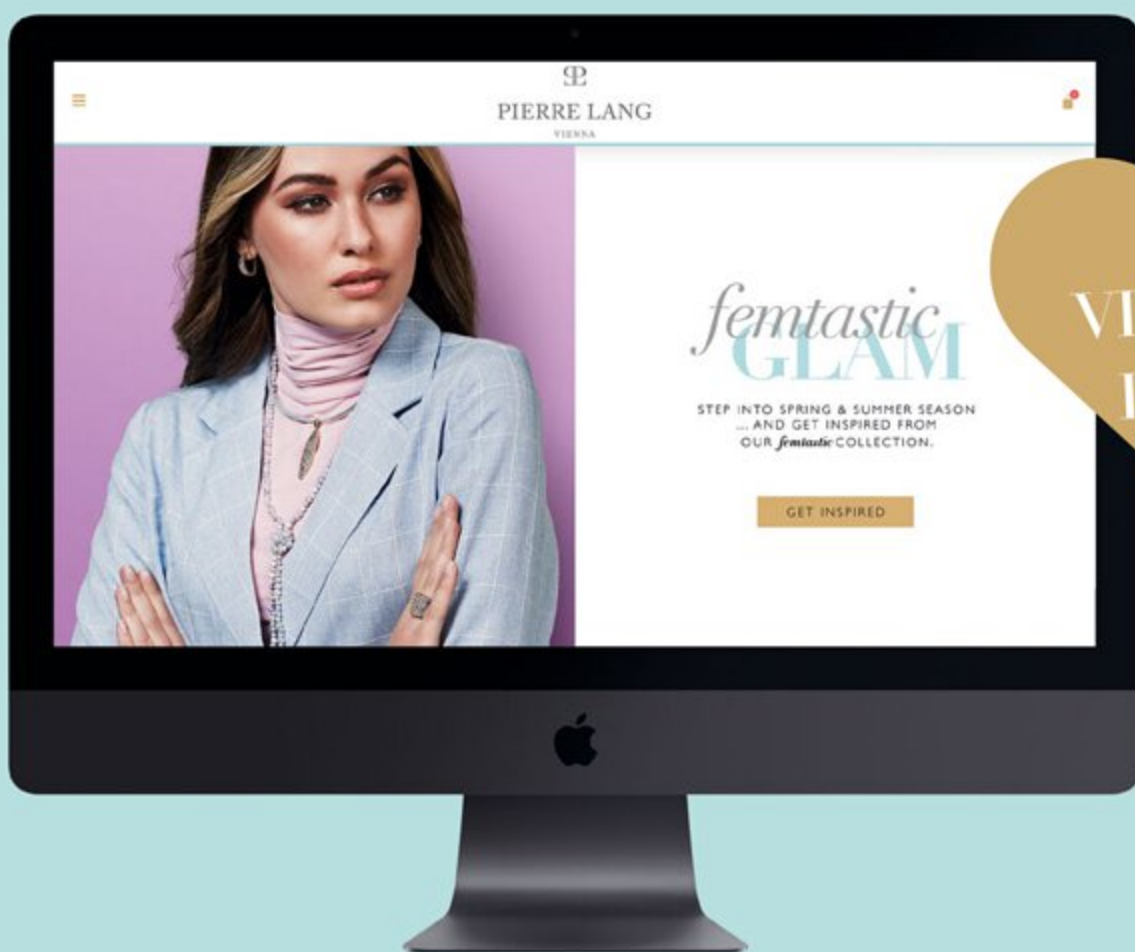 PIERRE LANG
VIENNA
femtastic
GLAM
STEP INTO SPRING & SUMMER SEASON
... AND GET INSPIRED FROM
OUR femtastic COLLECTION.
GET INSPIRED